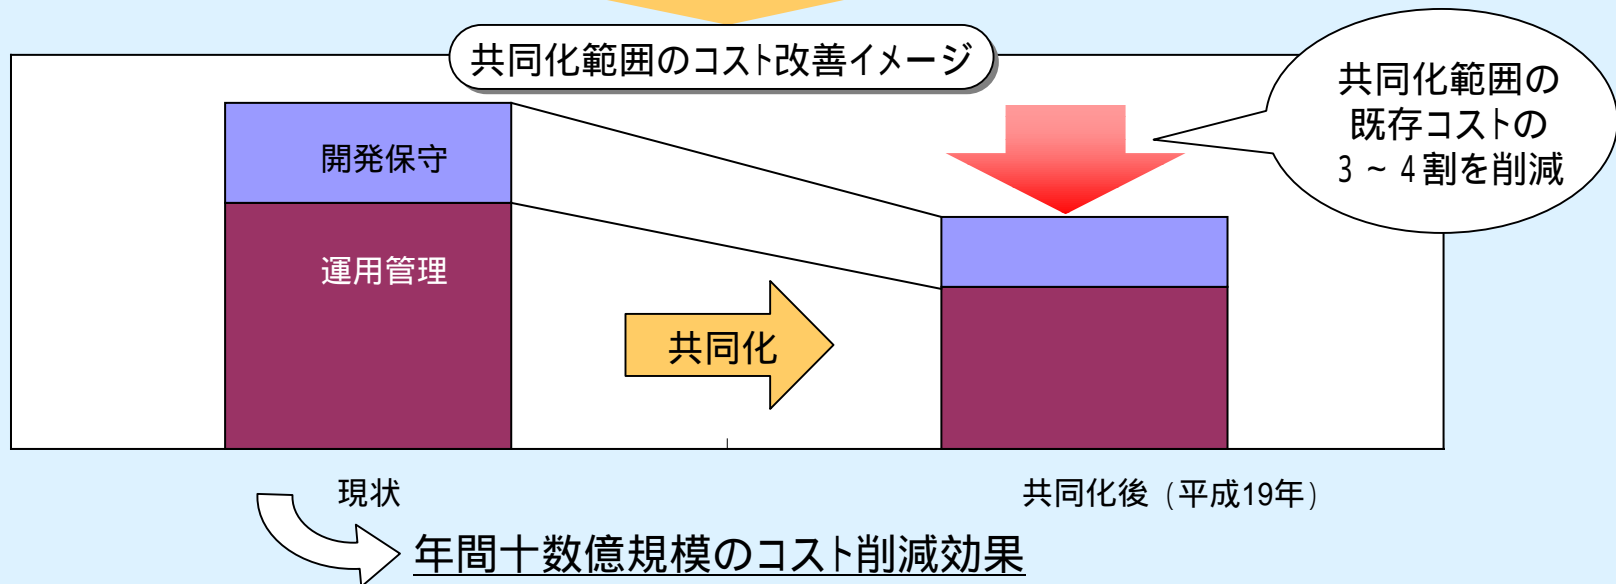 共同化範囲のコスト改善イメージ
共同化範囲の
既存コストの
3 ~ 4割を削減
開発保守
運用管理
共同化
現状
共同化後 (平成19年)
年間十数億規模のコスト削減効果